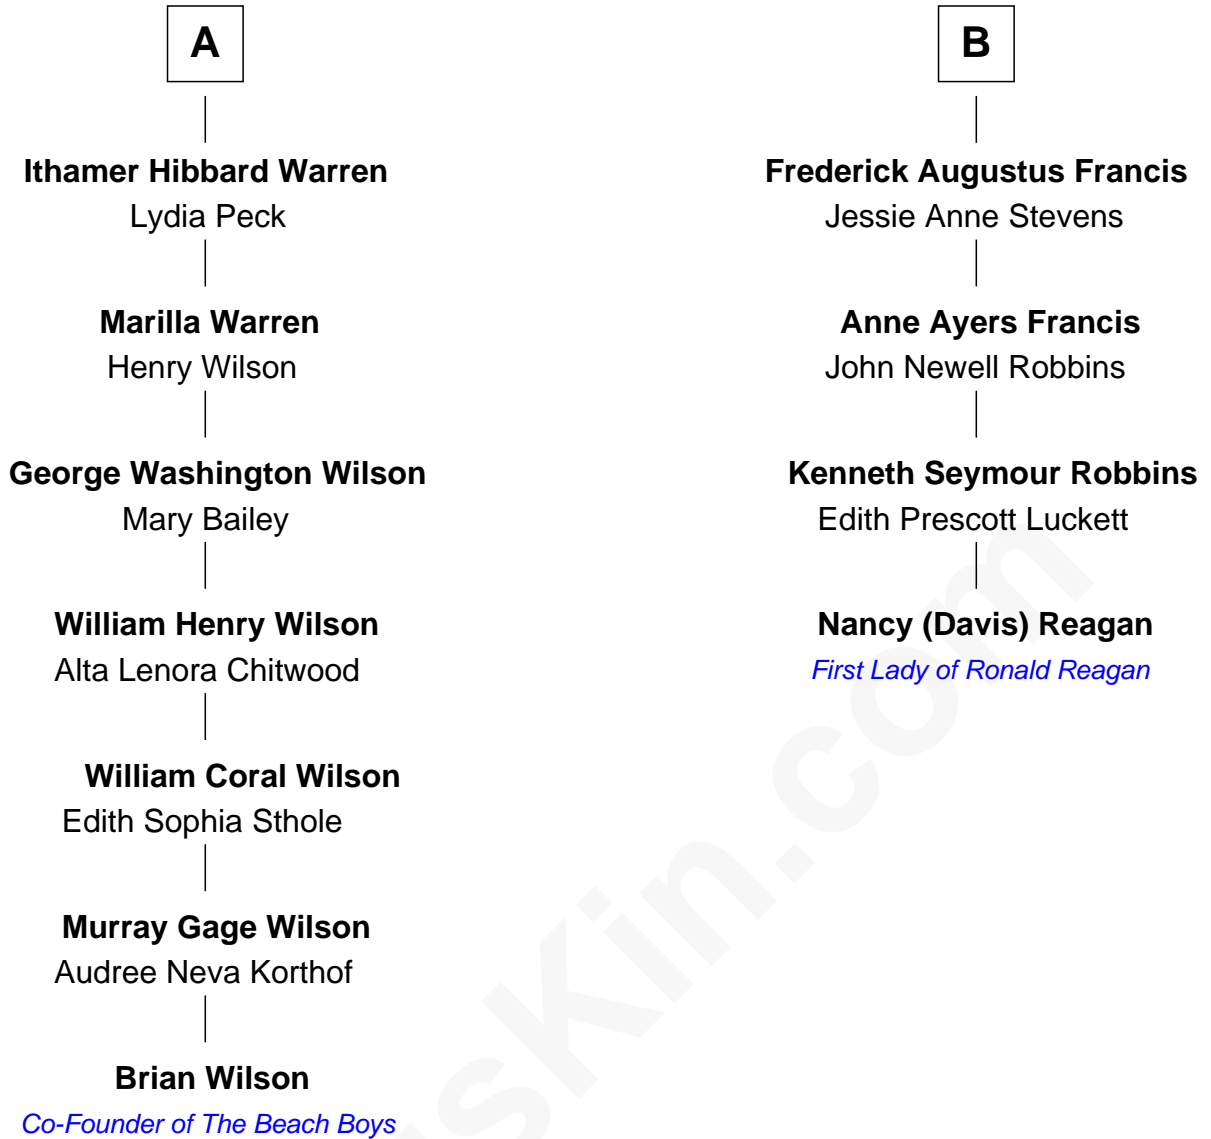 A
Ithamer Hibbard Warren
Lydia Peck
Marilla Warren
Henry Wilson
George Washington Wilson
Mary Bailey
William Henry Wilson
Alta Lenora Chitwood
William Coral Wilson
Edith Sophia Sthole
Murray Gage Wilson
Audree Neva Korthof
Brian Wilson
Co-Founder of The Beach Boys
B
Frederick Augustus Francis
Jessie Anne Stevens
Anne Ayers Francis
John Newell Robbins
Kenneth Seymour Robbins
Edith Prescott Luckett
Nancy (Davis) Reagan
First Lady of Ronald Reagan
sKin.com